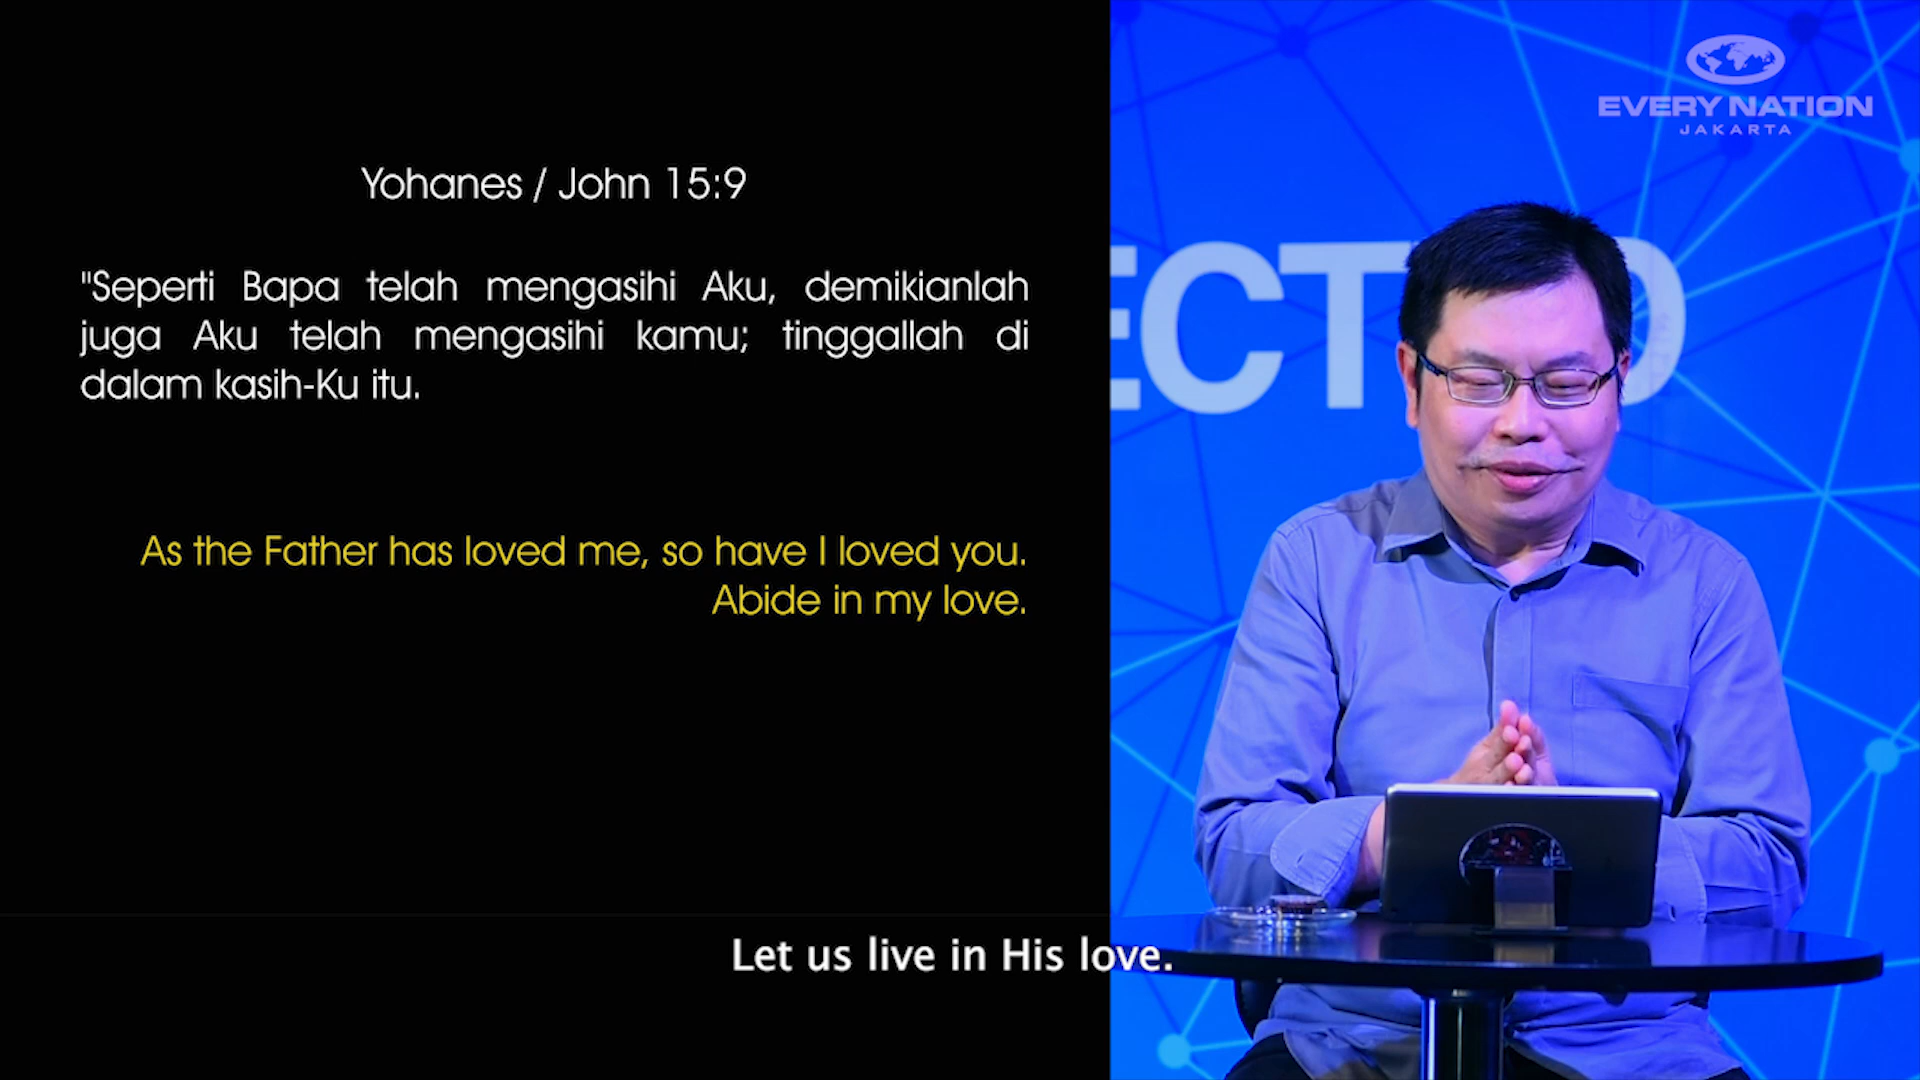 Yohanes / John 15:9
"Seperti Bapa telah mengasihi Aku, demikianlah
juga Aku telah mengasihi kamu; tinggallah di
dalam kasih-Ku itu.
As the Father has loved me, so have I loved you.
Abide in my love.
EVERY NATION
JAKARTA
ECTED
Let us live in His love.